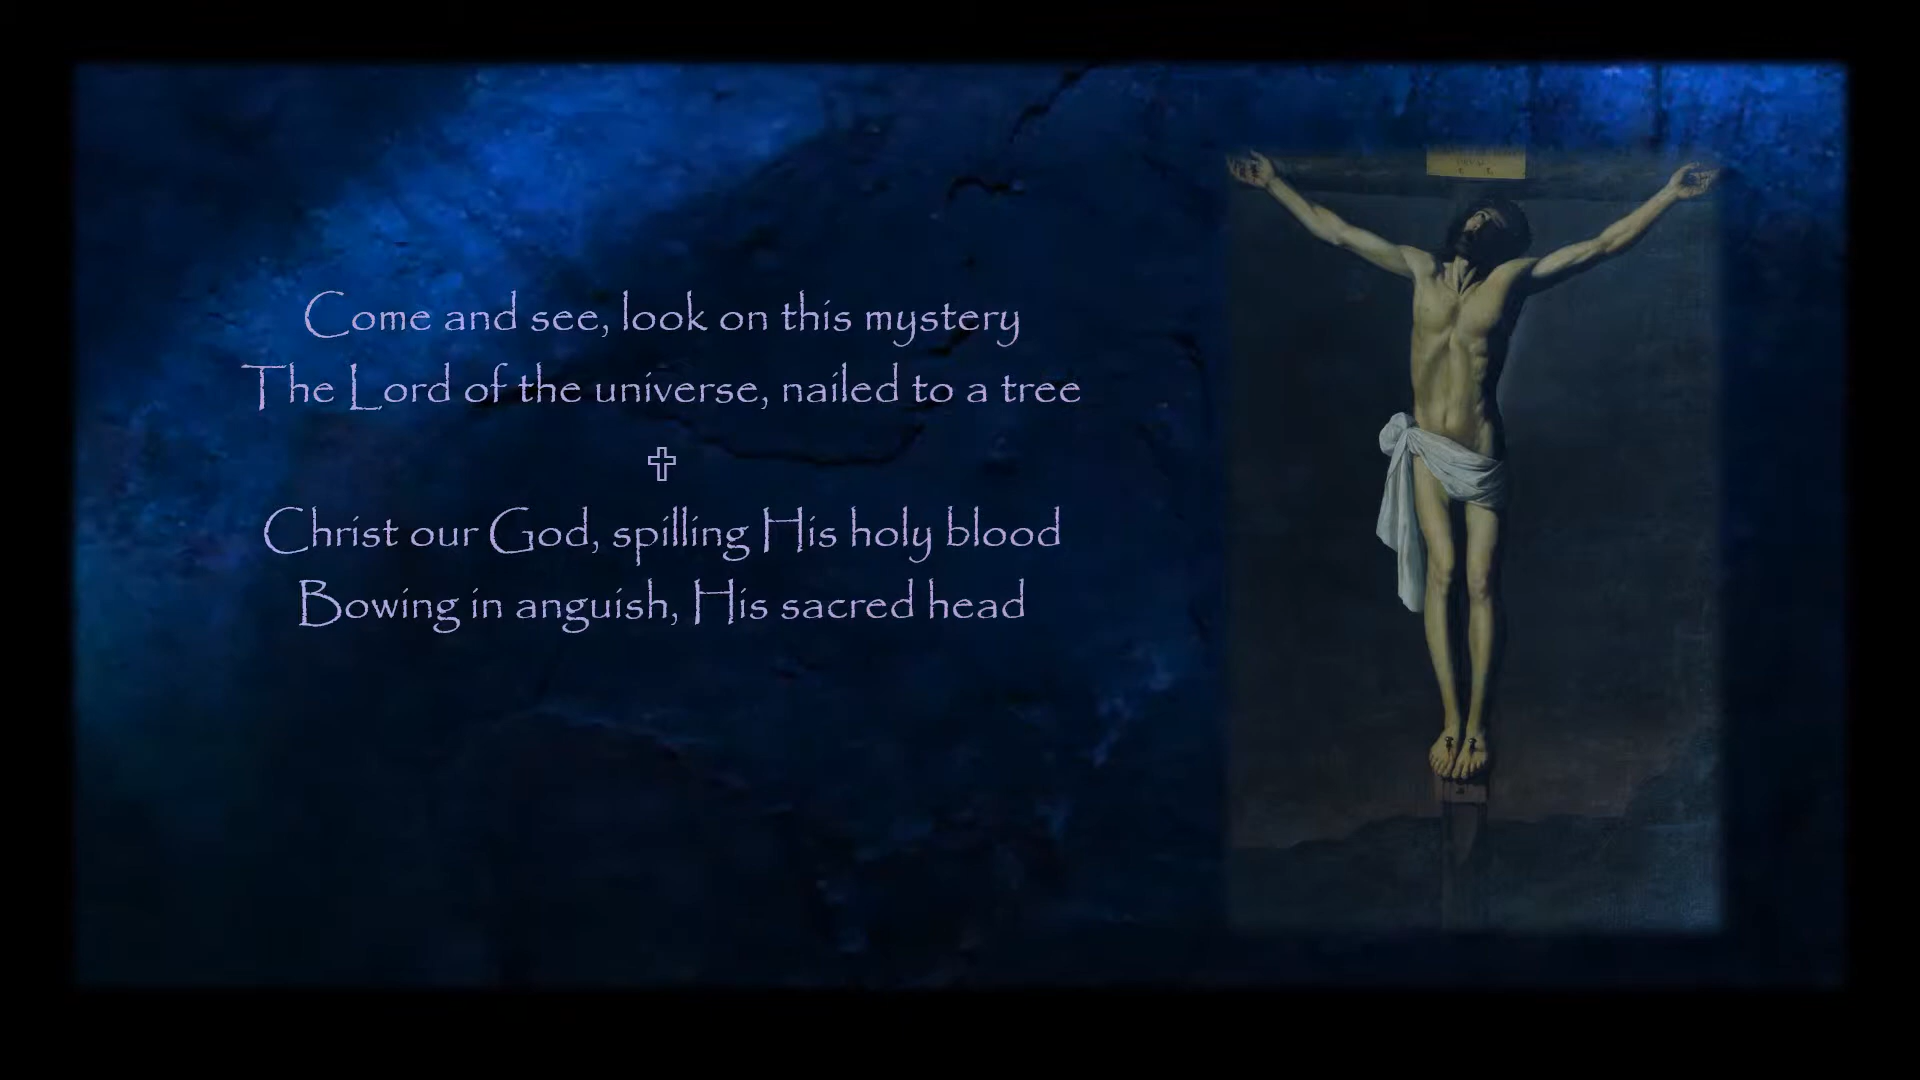 Come and see, look on this mystery
The Lord of the universe, nailed to a tree
✞
Christ our God, spilling His holy blood
Bowing in anguish, His sacred head